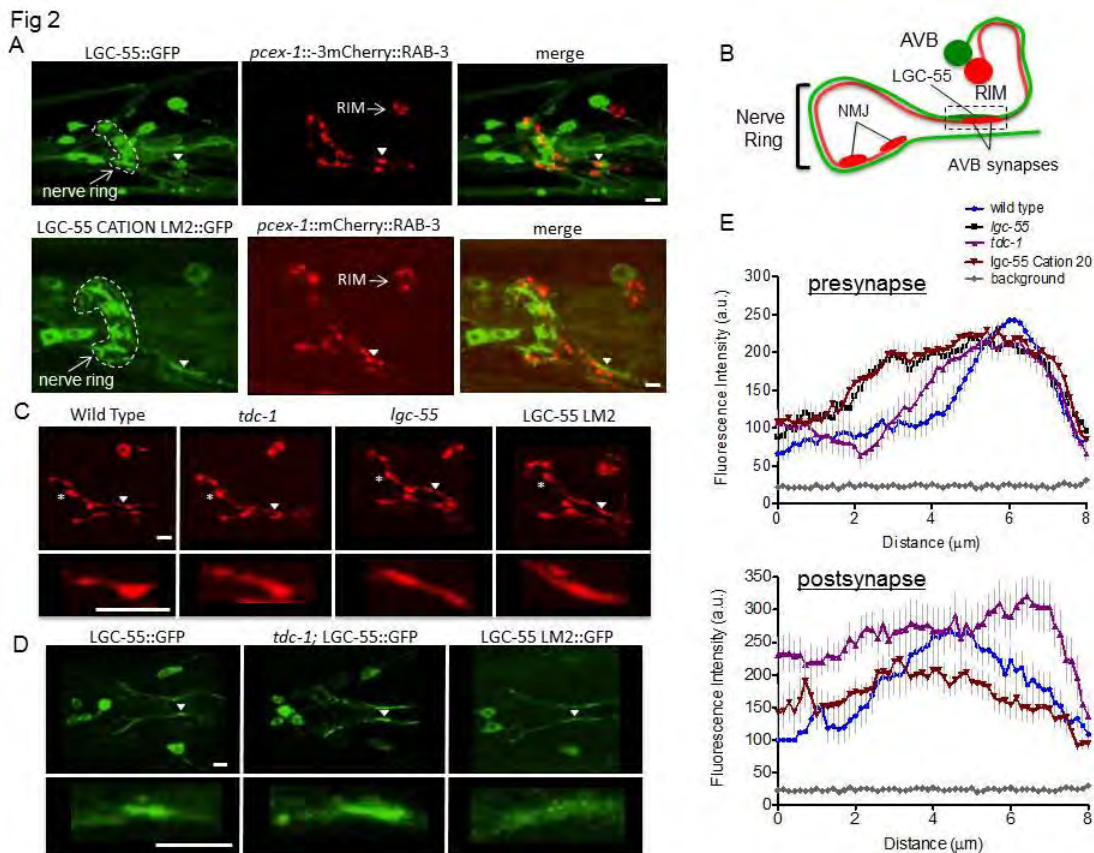 Fig 2
A
LGC-55::GFP
pcex-1::-3mCherry::RAB-3
merge
RIM
nerve ring
LGC-55 CATION LM2::GFP
pcex-1::mCherry::RAB-3
merge
RIM
nerve ring
B
AVB
LGC-55
RIM
Nerve
Ring
NMJ
AVB synapses
C
Wild Type
tdc-1
lgc-55
LGC-55 LM2
*
*
*
*
D
LGC-55::GFP
tdc-1; LGC-55::GFP
LGC-55 LM2::GFP
E
wild type
lgc-55
tdc-1
lgc-55 Cation 20
background
presynapse
Fluorescence Intensity (a.u.)
300
250
200
150
100
50
0
0 2 4 6 8
Distance (μm)
postsynapse
Fluorescence Intensity (a.u.)
350
300
250
200
150
100
50
0
0 2 4 6 8
Distance (μm)